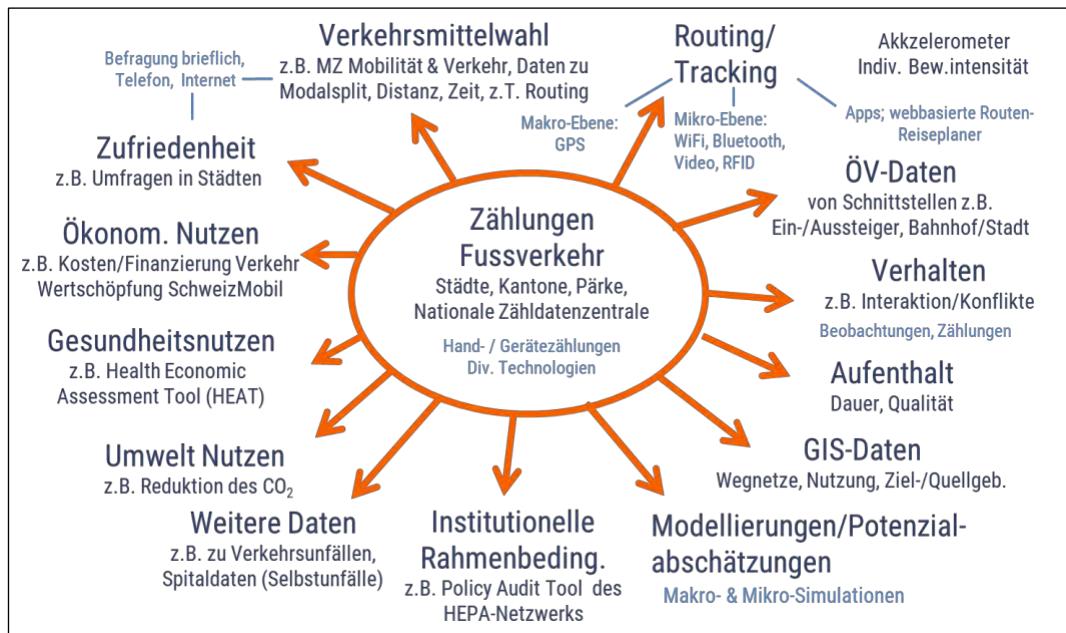 Befragung brieflich,
Telefon, Internet
Verkehrsmittelwahl
z.B. MZ Mobilität & Verkehr, Daten zu
Modalsplit, Distanz, Zeit, z.T. Routing
Routing/
Tracking
Makro-Ebene:
GPS
Mikro-Ebene:
WiFi, Bluetooth,
Video, RFID
Akkzelerometer
Indiv. Bew.intensität
Apps; webbasierte Routen-
Reiseplaner
Zufriedenheit
z.B. Umfragen in Städten
ÖV-Daten
von Schnittstellen z.B.
Ein-/Aussteiger, Bahnhof/Stadt
Ökonom. Nutzen
z.B. Kosten/Finanzierung Verkehr
Wertschöpfung SchweizMobil
Zählungen
Fussverkehr
Städte, Kantone, Pärke,
Nationale Zähldatenzentrale
Hand- / Gerätezählungen
Div. Technologien
Verhalten
z.B. Interaktion/Konflikte
Beobachtungen, Zählungen
Gesundheitsnutzen
z.B. Health Economic
Assessment Tool (HEAT)
Aufenthalt
Dauer, Qualität
Umwelt Nutzen
z.B. Reduktion des CO₂
GIS-Daten
Wegnetze, Nutzung, Ziel-/Quellgeb.
Weitere Daten
z.B. zu Verkehrsunfällen,
Spitaldaten (Selbstunfälle)
Institutionelle
Rahmenbeding.
z.B. Policy Audit Tool des
HEPA-Netzwerks
Modellierungen/Potenzial-
abschätzungen
Makro- & Mikro-Simulationen